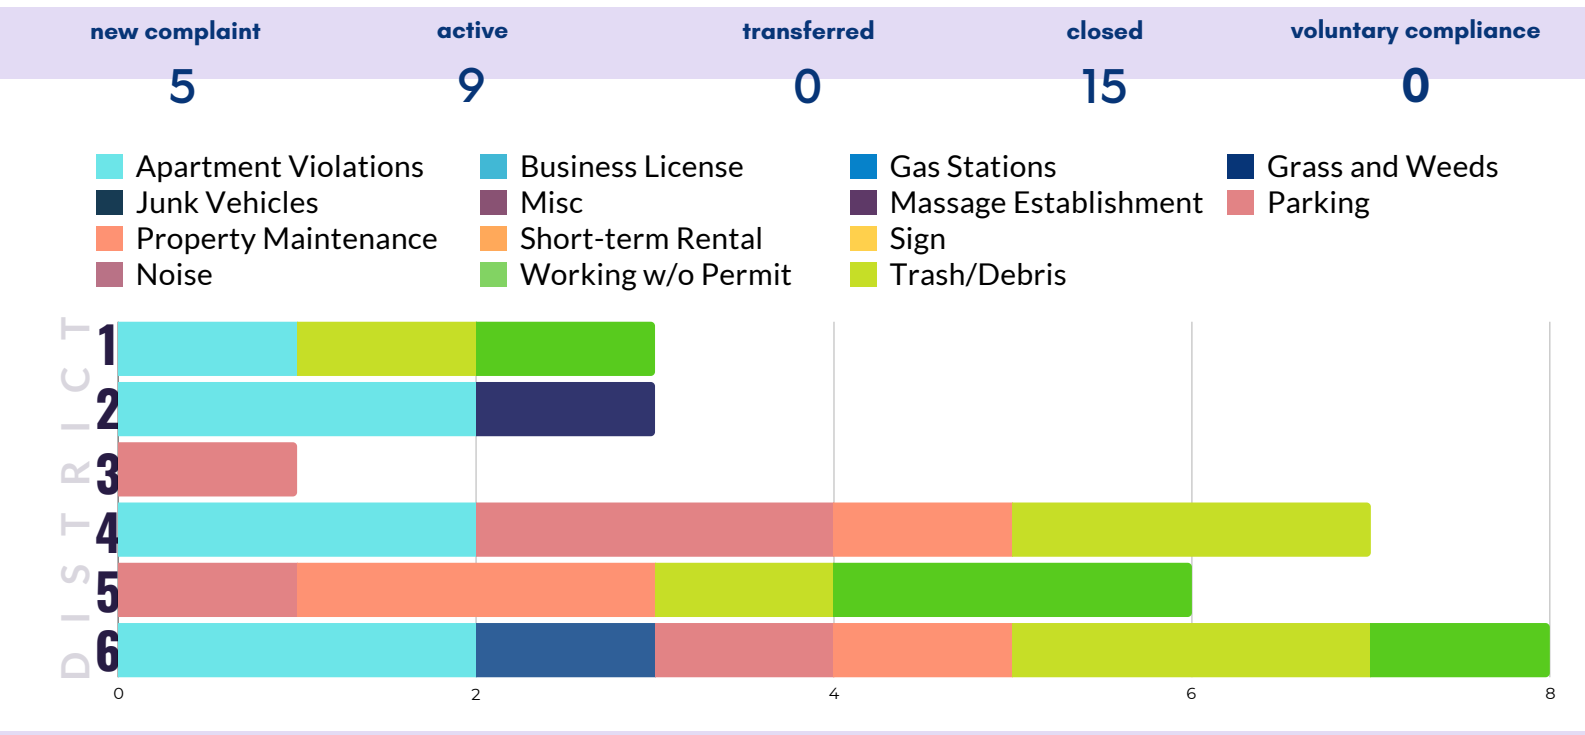 new complaint active transferred closed voluntary compliance
5 9 0 15 0
Apartment Violations Business License Gas Stations Grass and Weeds
Junk Vehicles Misc Massage Establishment Parking
Property Maintenance Short-term Rental Sign
Noise Working w/o Permit Trash/Debris
DISTRICT
1
2
3
4
5
6
0 2 4 6 8